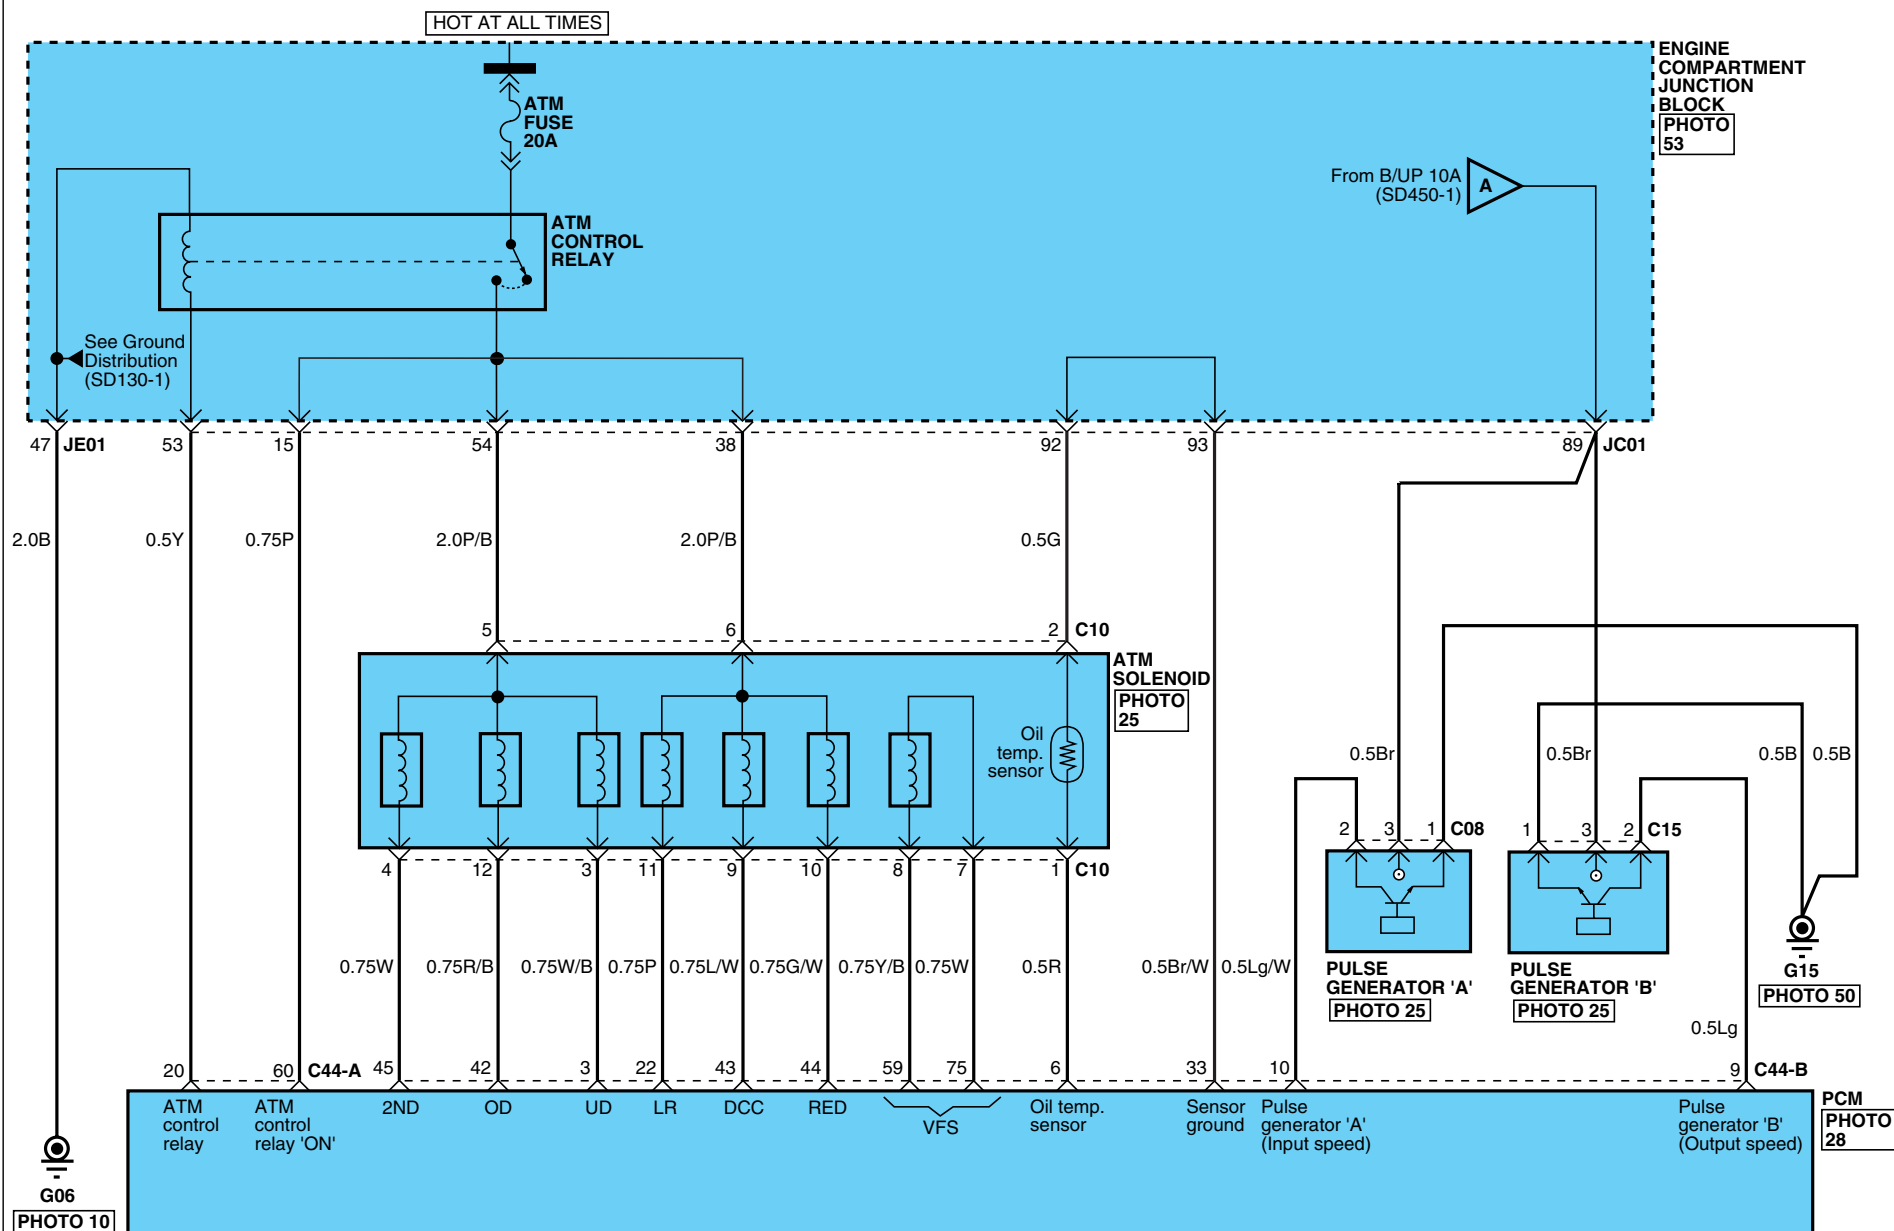 HOT AT ALL TIMES
ENGINE
COMPARTMENT
JUNCTION
BLOCK
PHOTO
53
ATM
FUSE
20A
From B/UP 10A
(SD450-1)
A
ATM
CONTROL
RELAY
See Ground
Distribution
(SD130-1)
47 JE01 53 15 54 38 92 93 89 JC01
2.0B 0.5Y 0.75P 2.0P/B 2.0P/B 0.5G
5 6 2 C10
ATM
SOLENOID
PHOTO
25
Oil
temp.
sensor
0.5Br 0.5Br 0.5B 0.5B
2 3 1 C08 1 3 2 C15
4 12 3 11 9 10 8 7 1 C10
0.75W 0.75R/B 0.75W/B 0.75P 0.75L/W 0.75G/W 0.75Y/B 0.75W 0.5R 0.5Br/W 0.5Lg/W
PULSE
GENERATOR 'A'
PHOTO 25
PULSE
GENERATOR 'B'
PHOTO 25
G15
PHOTO 50
0.5Lg
20 60 C44-A 45 42 3 22 43 44 59 75 6 33 10 9 C44-B
ATM
control
relay
ATM
control
relay 'ON'
2ND
OD
UD
LR
DCC
RED
VFS
Oil temp.
sensor
Sensor
ground
Pulse
generator 'A'
(Input speed)
Pulse
generator 'B'
(Output speed)
PCM
PHOTO
28
G06
PHOTO 10